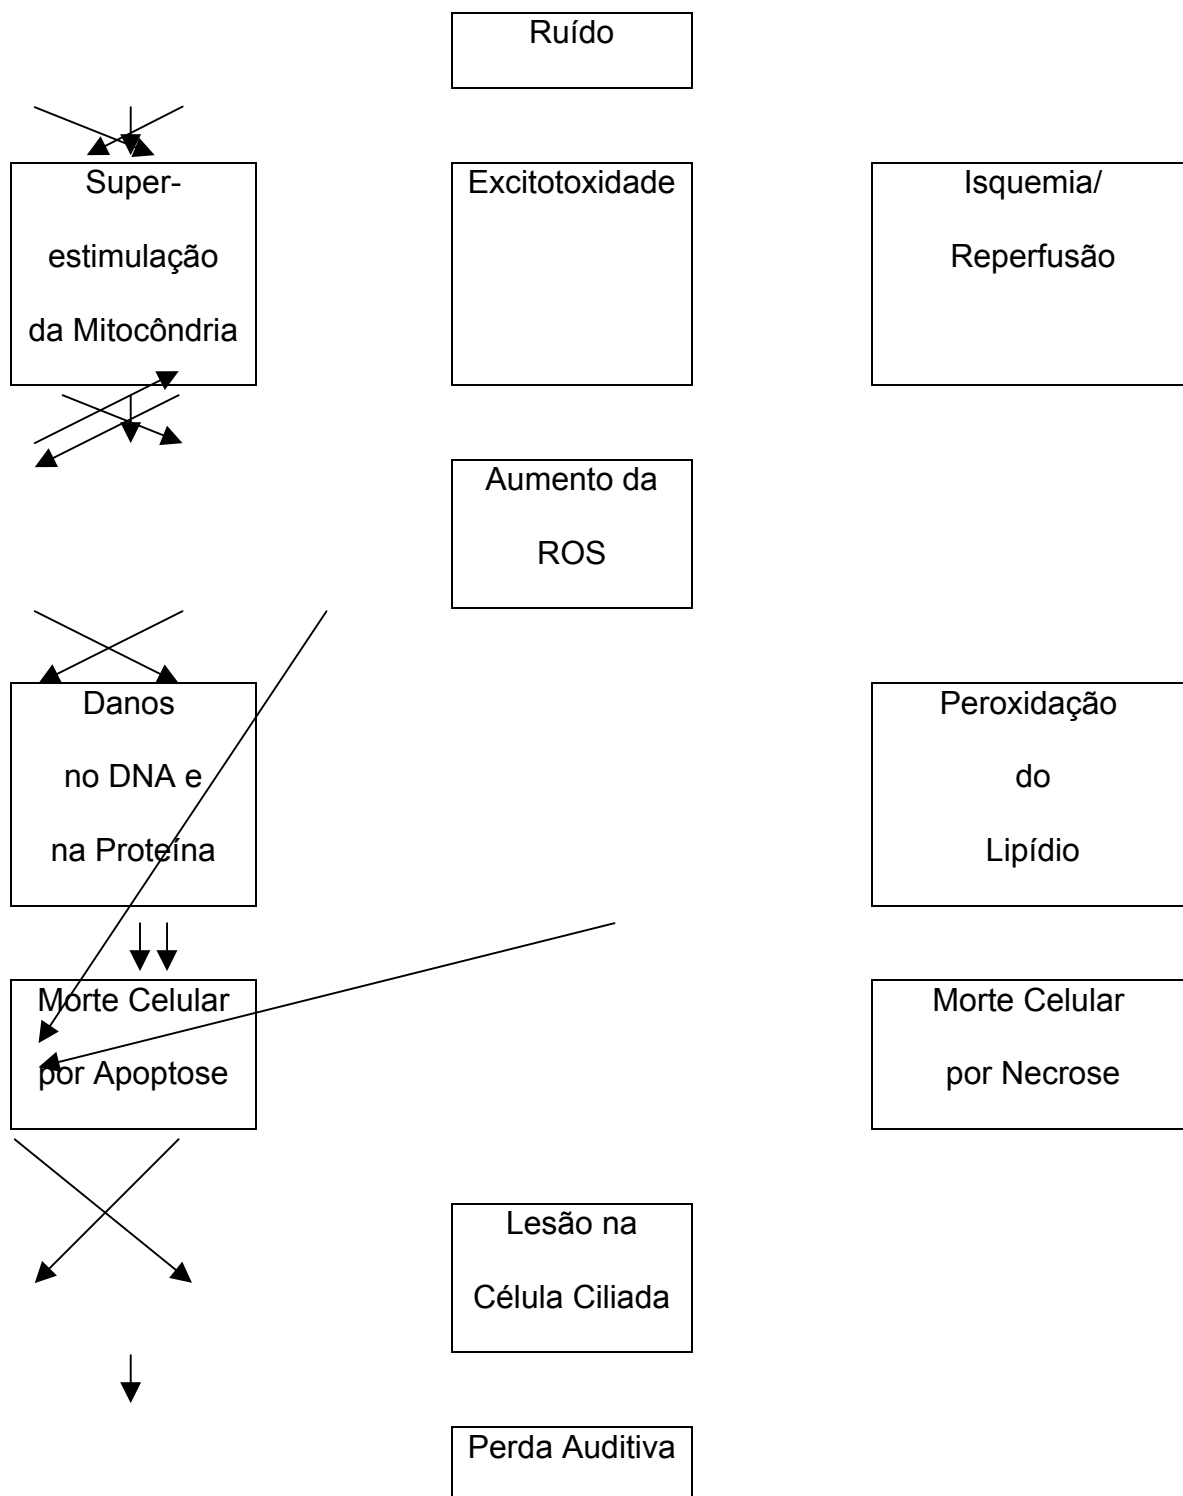 Ruído
Super-
estimulação
da Mitocôndria
Excitotoxidade
Isquemia/
Reperfusão
Aumento da
ROS
Danos
no DNA e
na Proteína
Peroxidação
do
Lipídio
Morte Celular
por Apoptose
Morte Celular
por Necrose
Lesão na
Célula Ciliada
Perda Auditiva